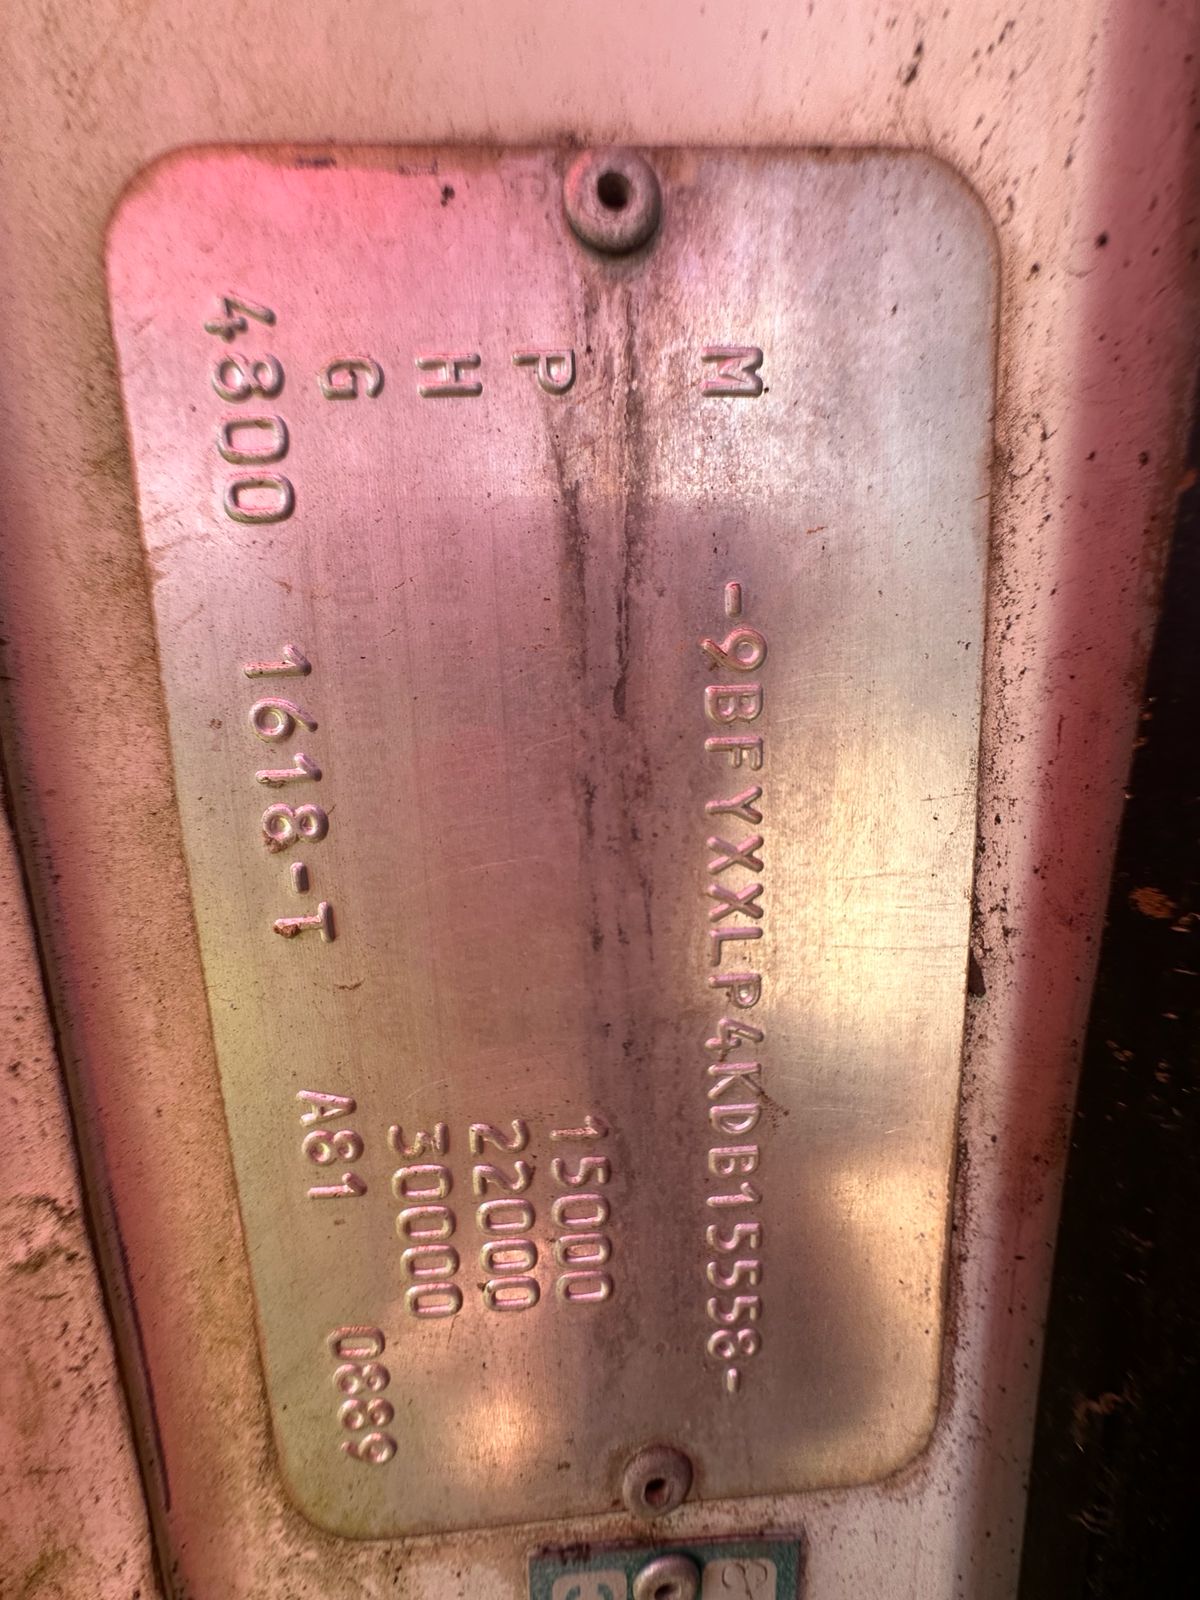 M -9BFYXXLP4KDB15558-
P 15000
H 22000
G 30000
4800 1618-T A81 0889